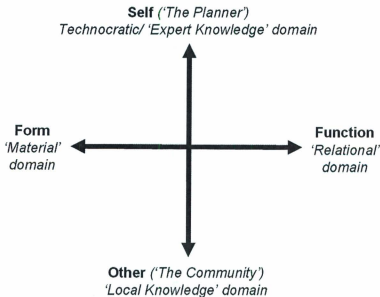 Self ('The Planner')
Technocratic/ 'Expert Knowledge' domain
Form
'Material'
domain
Function
'Relational'
domain
Other ('The Community')
'Local Knowledge' domain